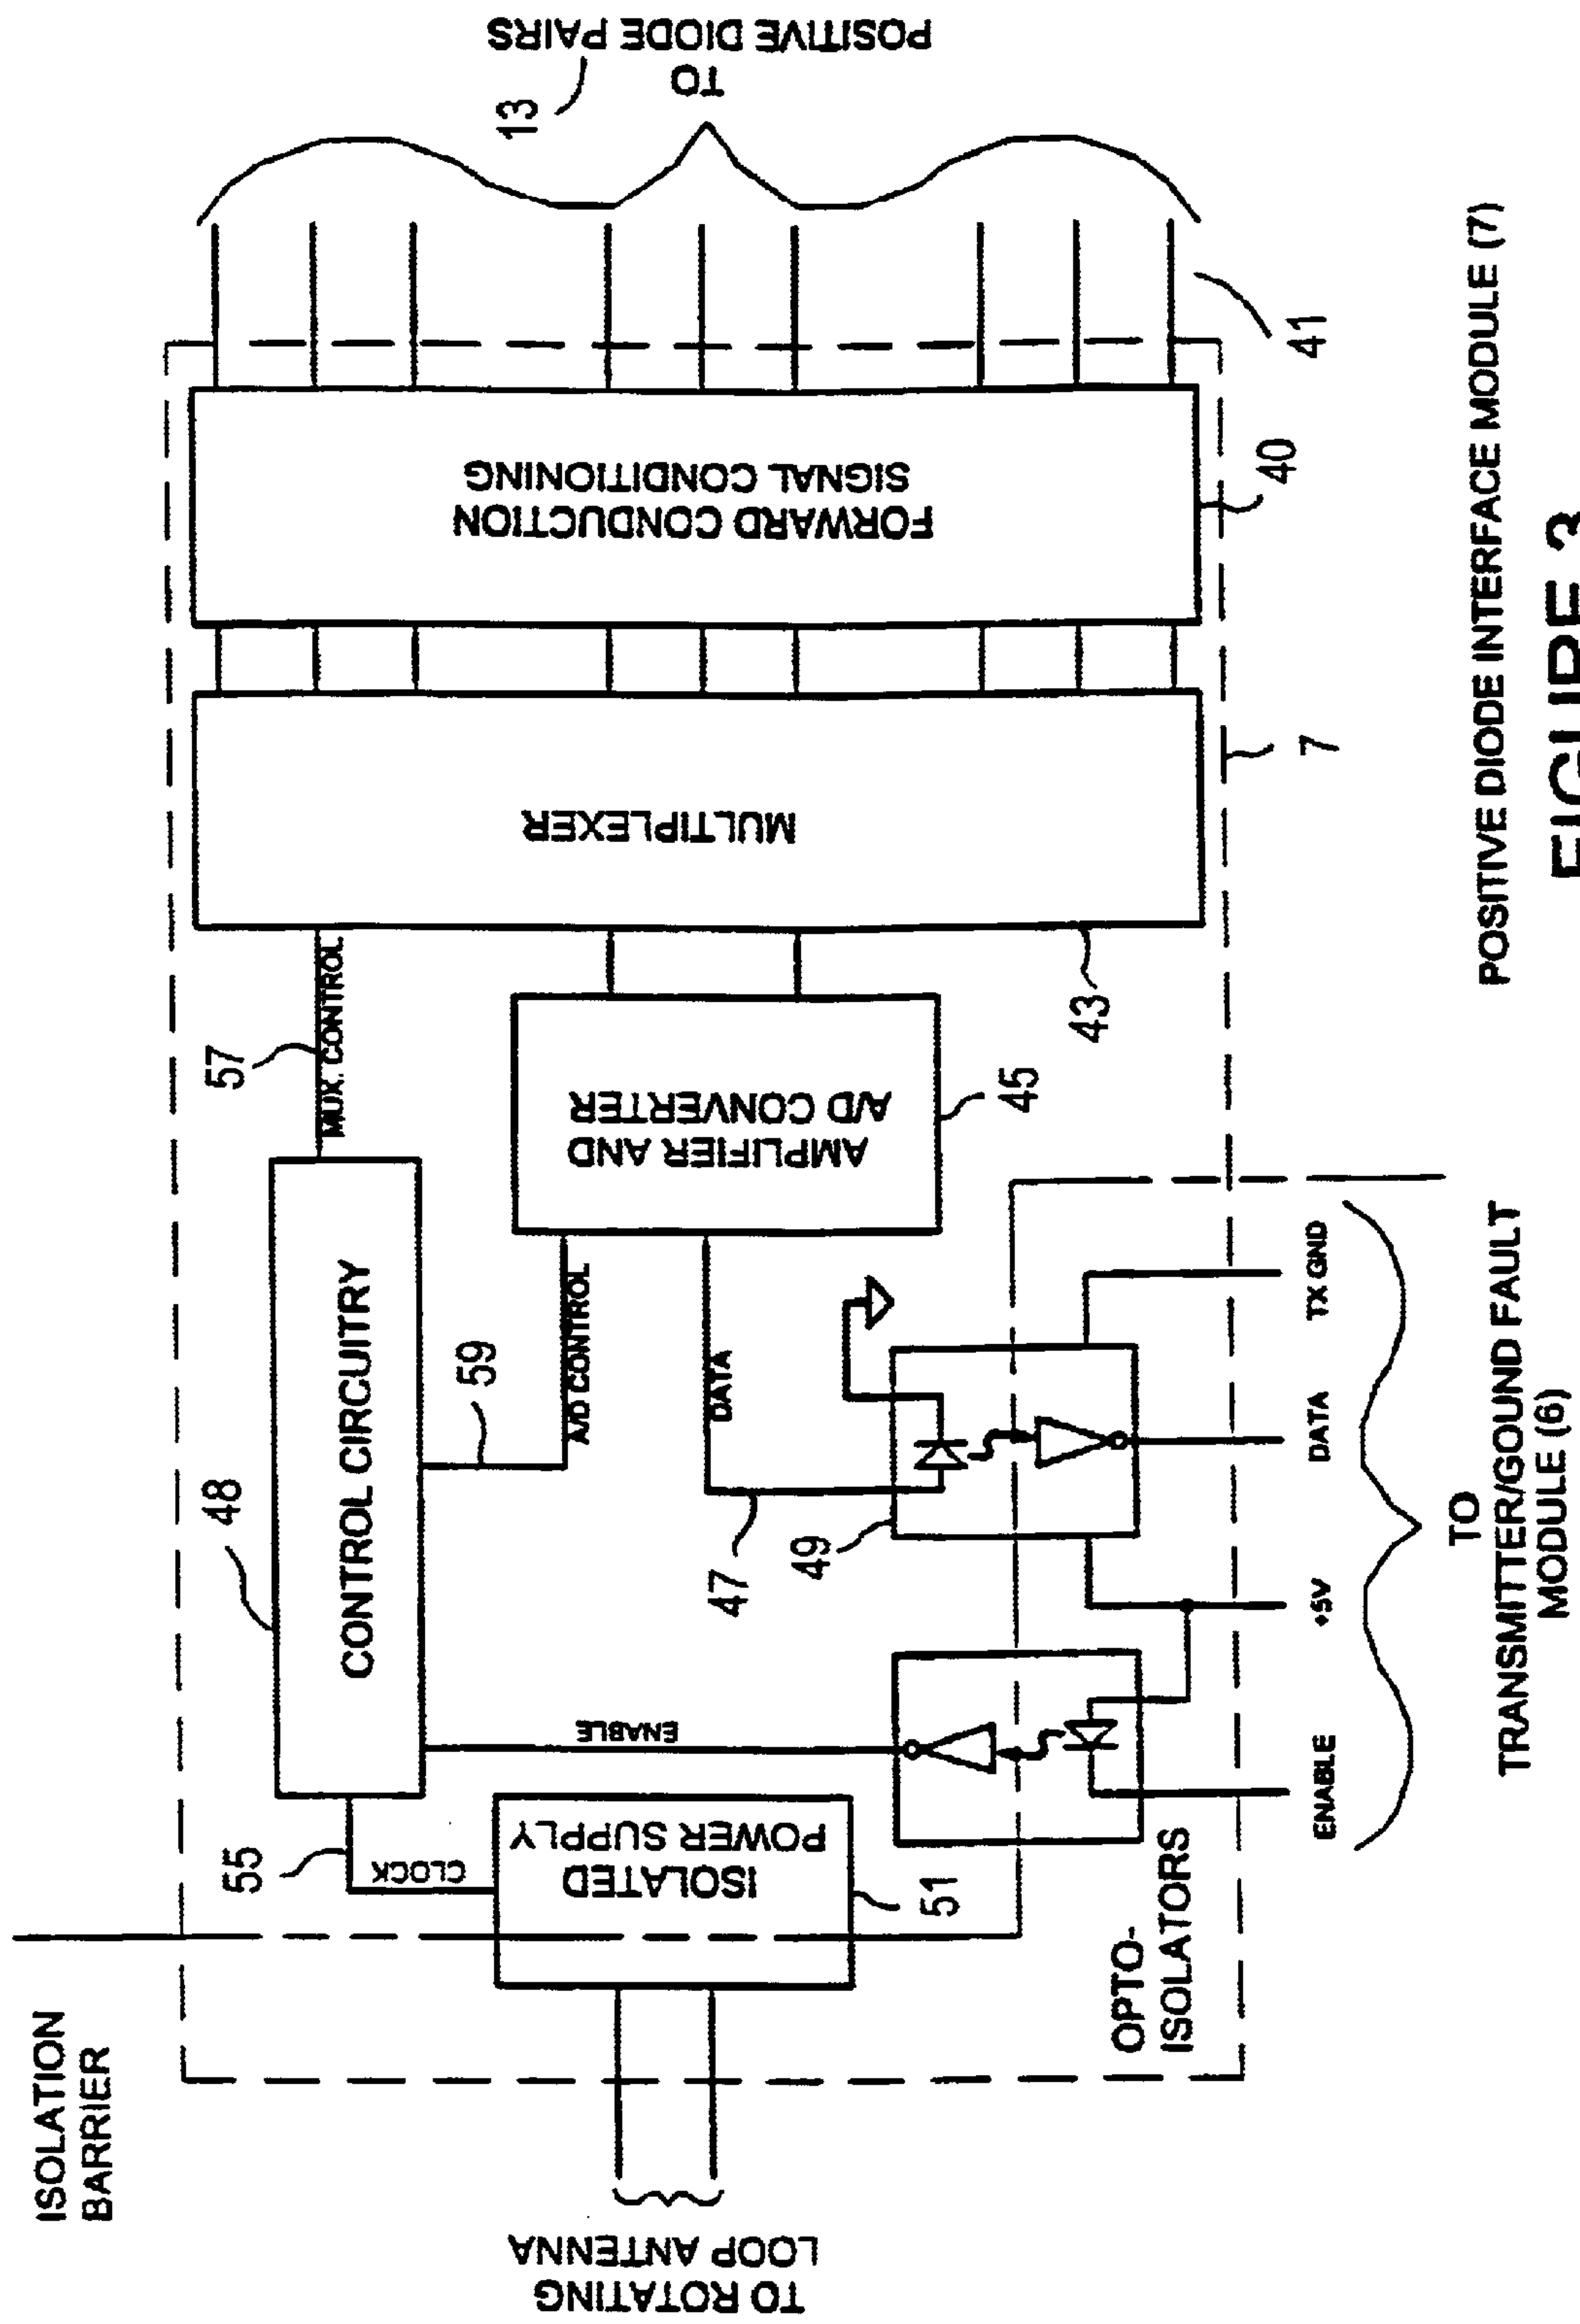 ISOLATION
BARRIER
TO ROTATING
LOOP ANTENNA
55
CLOCK
ISOLATED
POWER SUPPLY
51
48
CONTROL CIRCUITRY
ENABLE
59
A/D CONTROL
DATA
47
49
57
MUX. CONTROL
AMPLIFIER AND
A/D CONVERTER
45
MULTIPLEXER
43
FORWARD CONDUCTION
SIGNAL CONDITIONING
40
41
13
TO
POSITIVE DIODE PAIRS
7
OPTO-
ISOLATORS
ENABLE
+5V
DATA
TX GND
TO
TRANSMITTER/GOUND FAULT
MODULE (6)
POSITIVE DIODE INTERFACE MODULE (7)
FIGURE 3